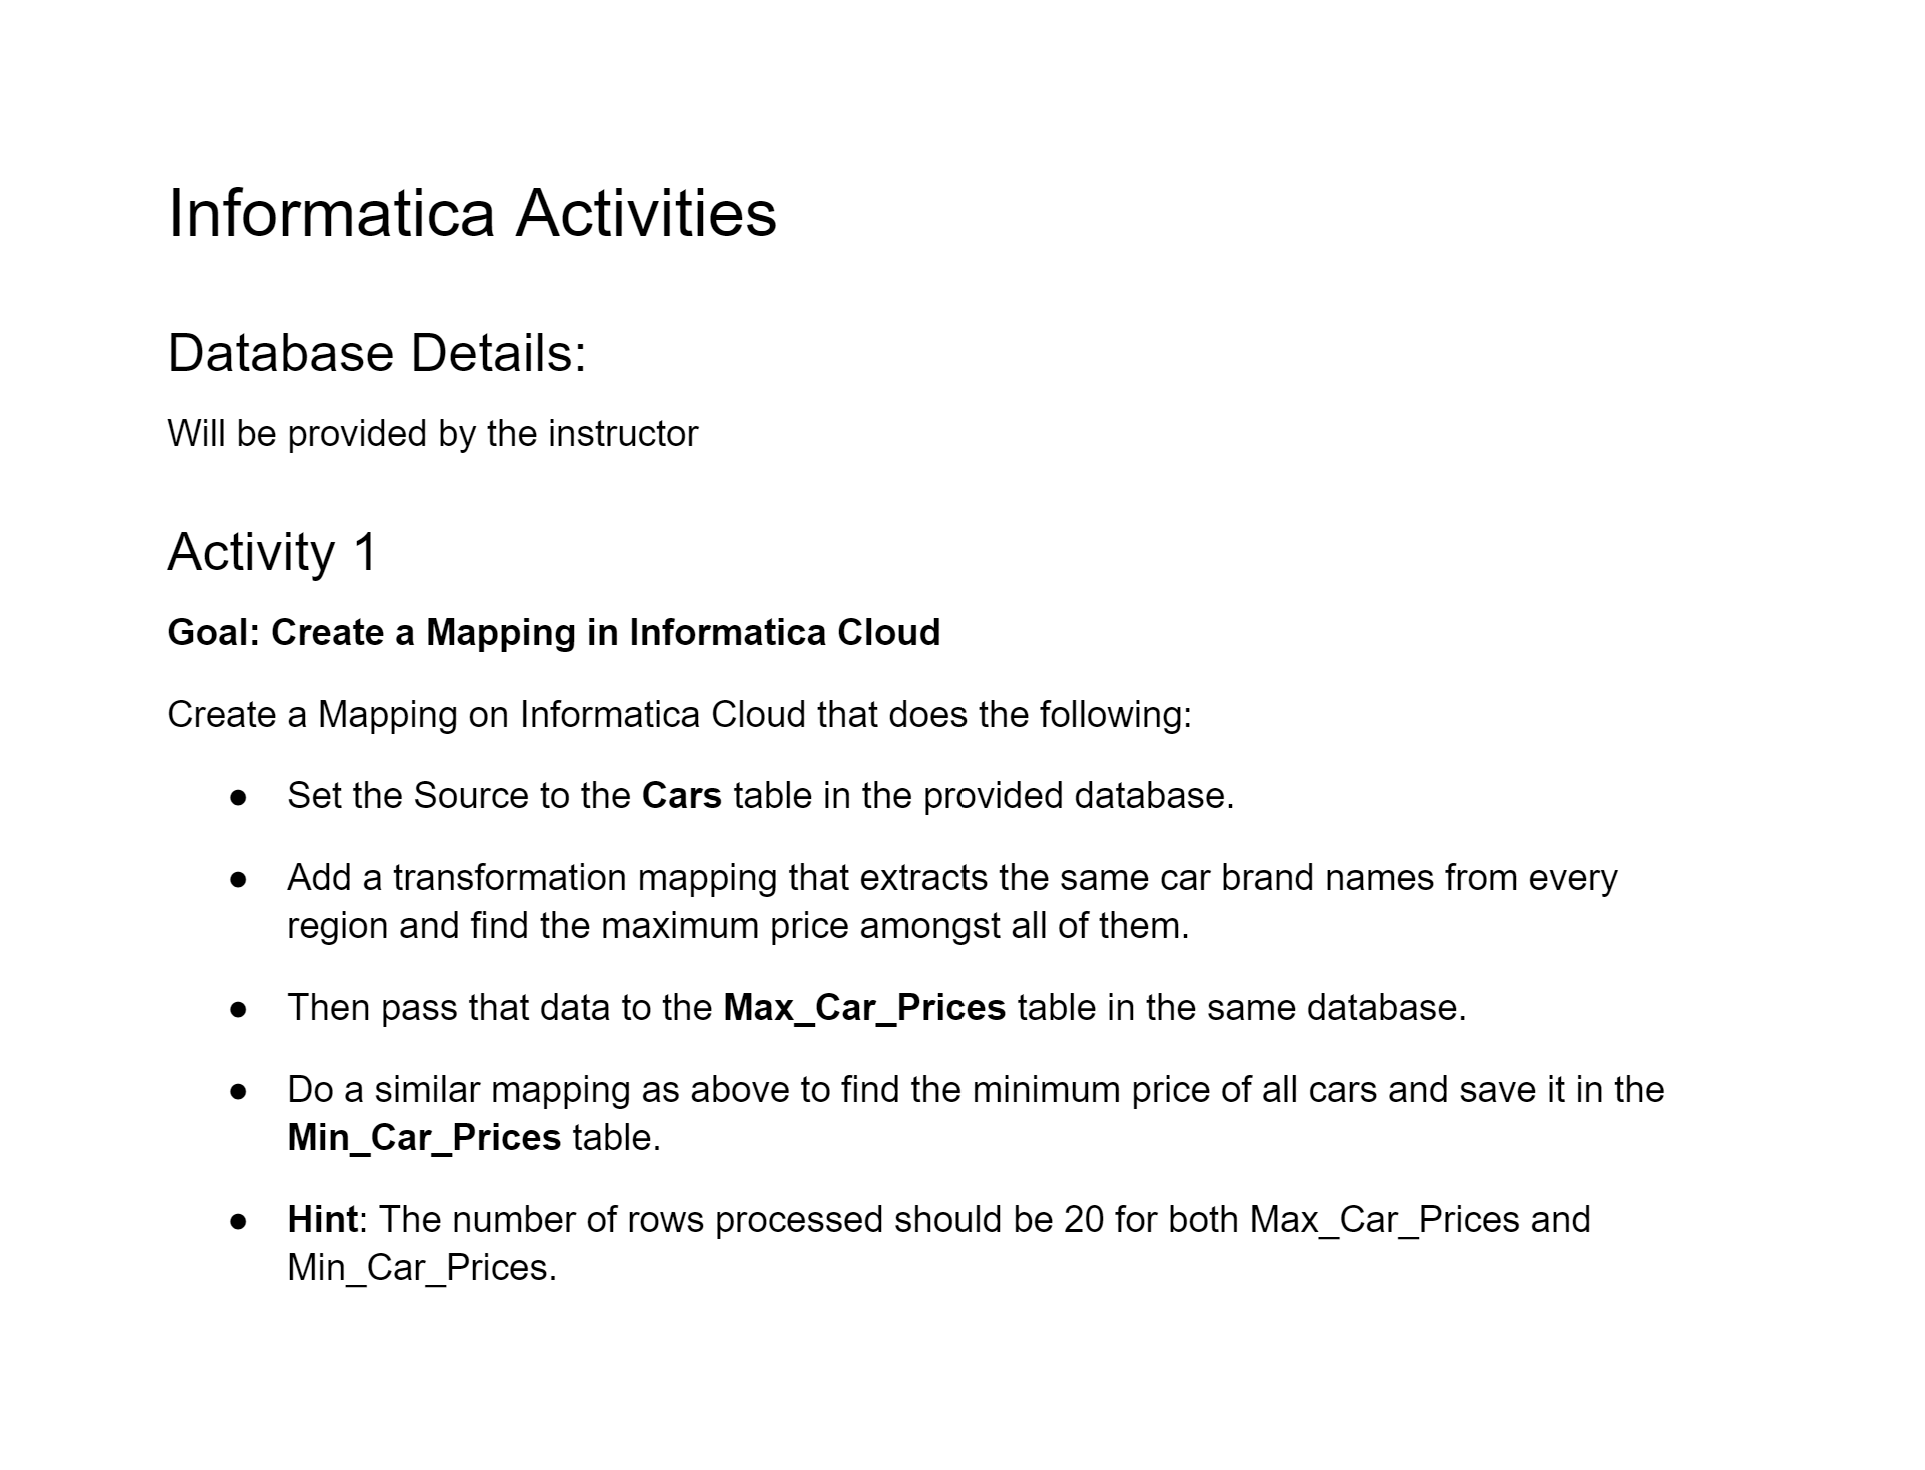 Informatica Activities
Database Details:
Will be provided by the instructor
Activity 1
Goal: Create a Mapping in Informatica Cloud
Create a Mapping on Informatica Cloud that does the following:
● Set the Source to the Cars table in the provided database.
● Add a transformation mapping that extracts the same car brand names from every
region and find the maximum price amongst all of them.
● Then pass that data to the Max_Car_Prices table in the same database.
● Do a similar mapping as above to find the minimum price of all cars and save it in the
Min_Car_Prices table.
● Hint: The number of rows processed should be 20 for both Max_Car_Prices and
Min_Car_Prices.